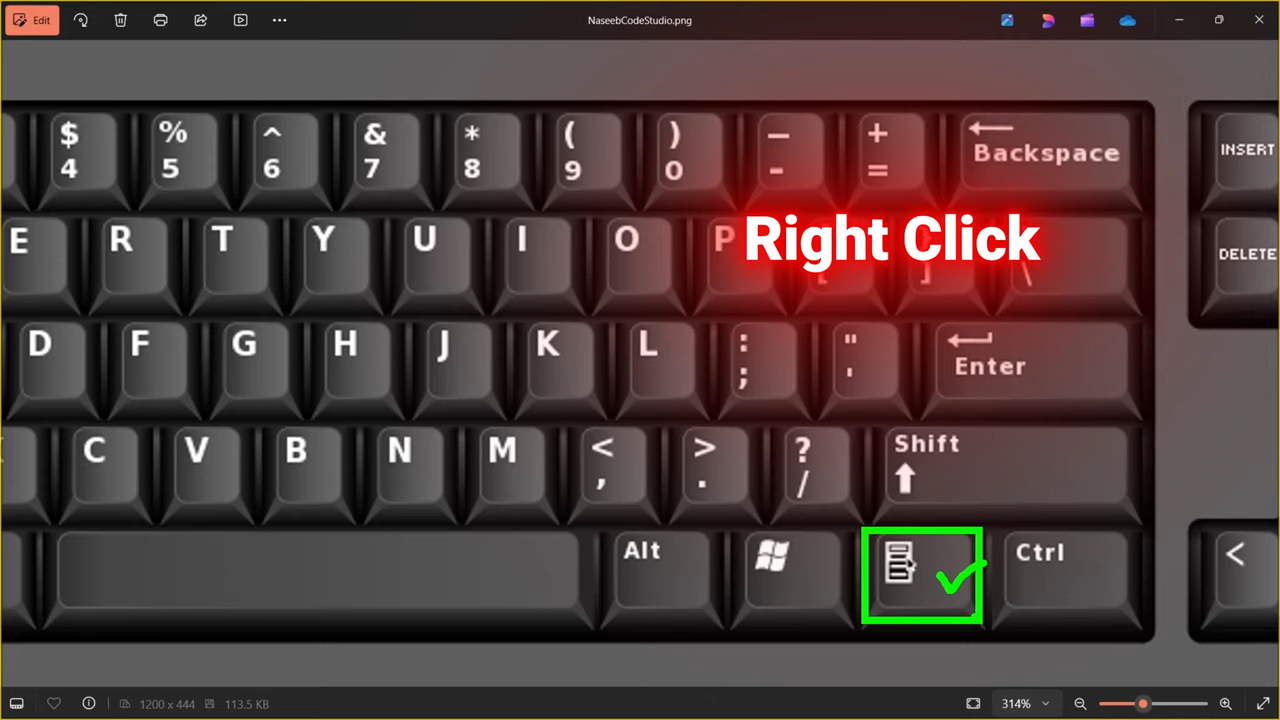 Edit
NaseebCodeStudio.png
$ % ^ & * ( ) — +
4 5 6 7 8 9 0 - =
Backspace
INSERT
E R T Y U I O P
Right Click
[ ] \
DELETE
D F G H J K L : "
; '
Enter
C V B N M < > ?
, . /
Shift
Alt
Ctrl
<
1200 x 444
113.5 KB
314%